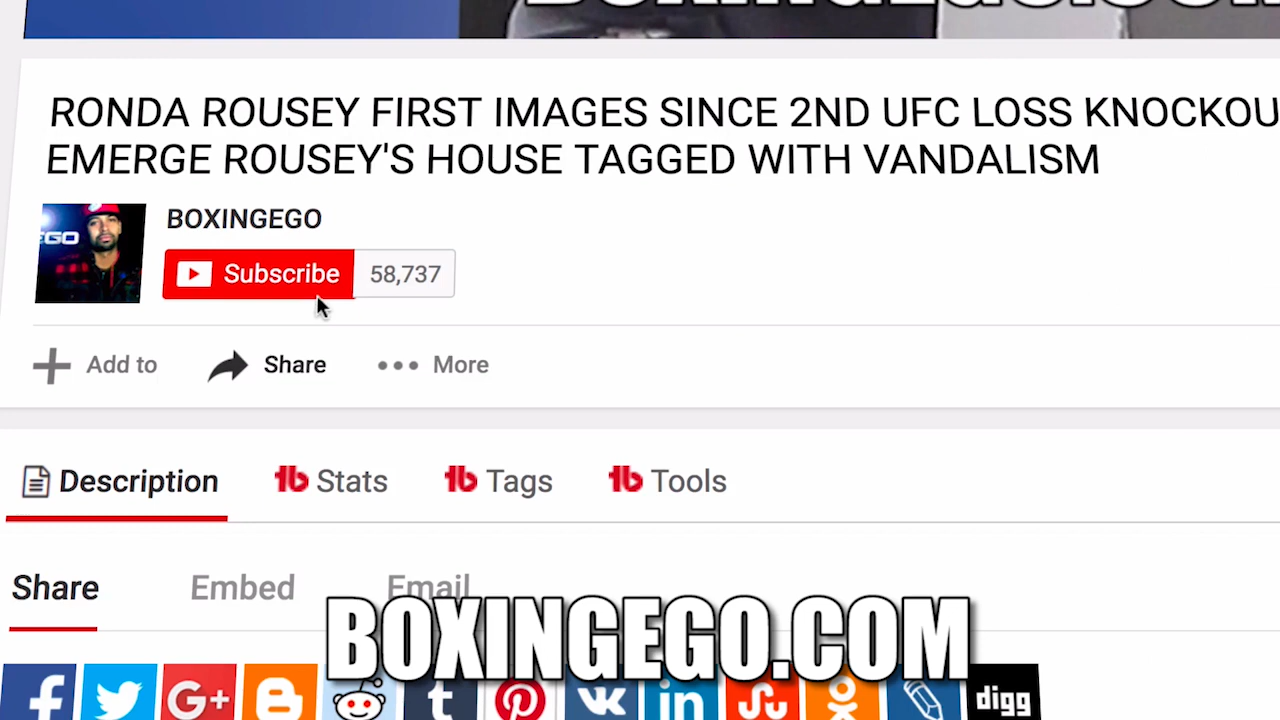 RONDA ROUSEY FIRST IMAGES SINCE 2ND UFC LOSS KNOCKOU
EMERGE ROUSEY'S HOUSE TAGGED WITH VANDALISM
EGO
BOXINGEGO
Subscribe 58,737
Add to Share More
Description Stats Tags Tools
Share Embed Email
BOXINGEGO.COM
digg